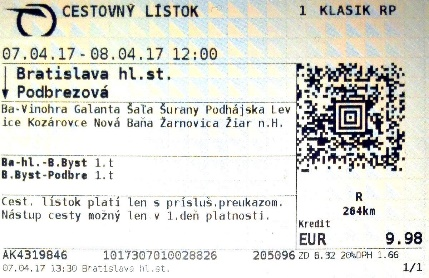 CESTOVNÝ LÍSTOK 1 KLASIK RP
07.04.17 - 08.04.17 12:00
Bratislava hl.st.
Podbrezová
Ba-Vinohra Galanta Šaľa Šurany Podhájska Lev
ice Kozárovce Nová Baňa Žarnovica Žiar n.H.
Ba-hl.-B.Byst 1.t
B.Byst-Podbre 1.t
R
264km
Cest. lístok platí len s prísluš.preukazom.
Nástup cesty možný len v 1.deň platnosti.
Kredit
EUR 9.98
AK4319846 1017307010028826 205096 ZD 8.32 20%DPH 1.66
07.04.17 13:30 Bratislava hl.st. 1/1